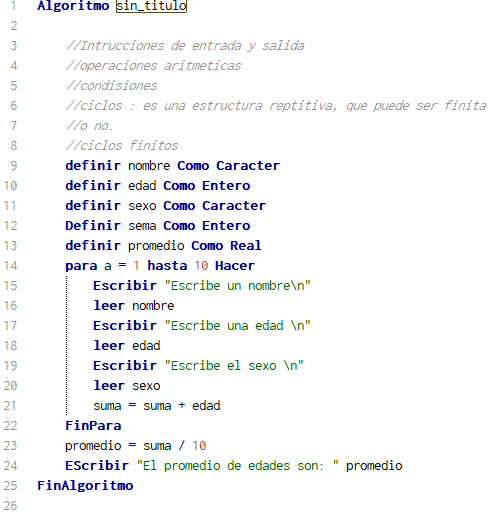 1 Algoritmo sin_titulo
2
3 //Intrucciones de entrada y salida
4 //operaciones aritmeticas
5 //condisiones
6 //ciclos : es una estructura reptitiva, que puede ser finita
7 //o no.
8 //ciclos finitos
9 definir nombre Como Caracter
10 definir edad Como Entero
11 definir sexo Como Caracter
12 Definir sema Como Entero
13 definir promedio Como Real
14 para a = 1 hasta 10 Hacer
15 Escribir "Escribe un nombre\n"
16 leer nombre
17 Escribir "Escribe una edad \n"
18 leer edad
19 Escribir "Escribe el sexo \n"
20 leer sexo
21 suma = suma + edad
22 FinPara
23 promedio = suma / 10
24 EScribir "El promedio de edades son: " promedio
25 FinAlgoritmo
26